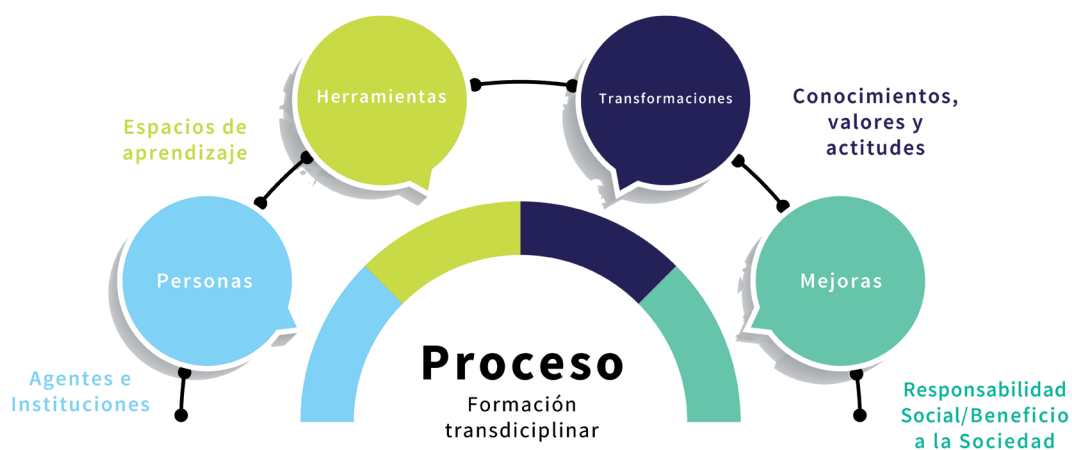 Herramientas
Transformaciones
Conocimientos,
valores y
actitudes
Espacios de
aprendizaje
Personas
Mejoras
Proceso
Formación
transdiciplinar
Agentes e
Instituciones
Responsabilidad
Social/Beneficio
a la Sociedad